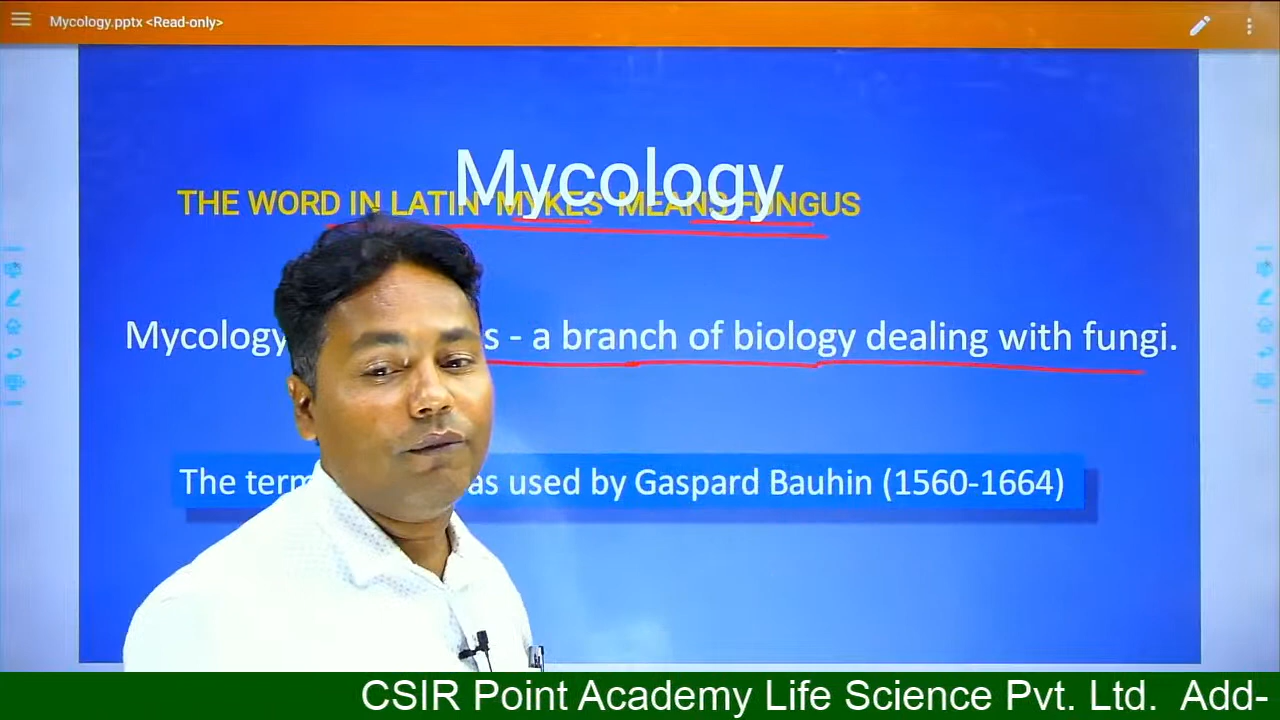 Mycology.pptx <Read-only>
Mycology
THE WORD IN LATIN MYKES MEANS FUNGUS
Mycology s - a branch of biology dealing with fungi.
The term as used by Gaspard Bauhin (1560-1664)
CSIR Point Academy Life Science Pvt. Ltd. Add-